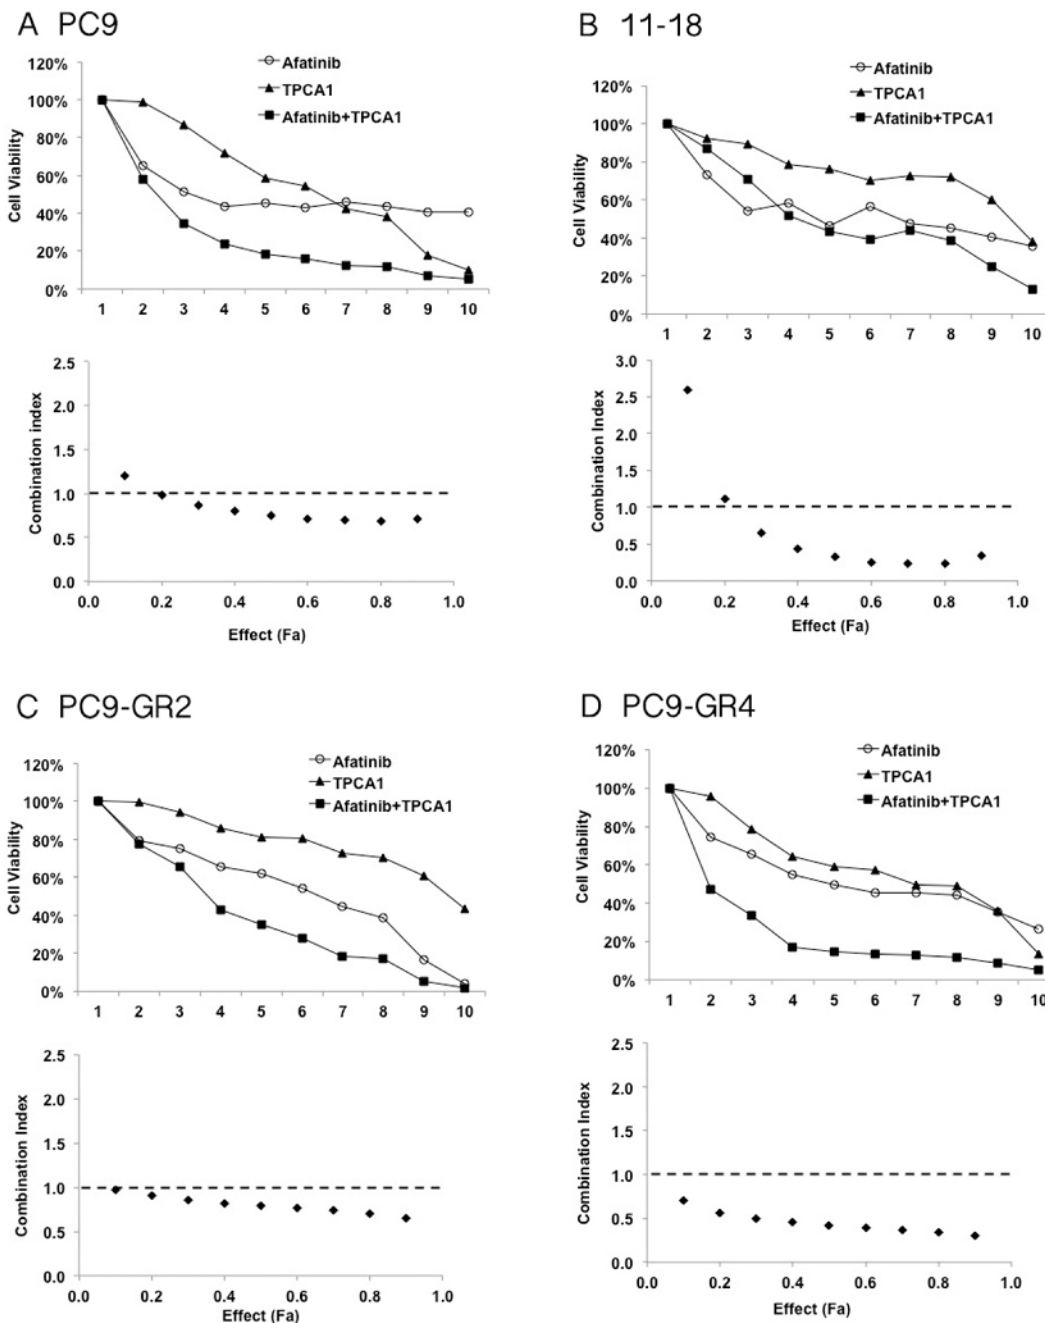 A PC9
Afatinib
TPCA1
Afatinib+TPCA1
Cell Viability
120%
100%
80%
60%
40%
20%
0%
1 2 3 4 5 6 7 8 9 10
Combination index
2.5
2.0
1.5
1.0
0.5
0.0
0.0 0.2 0.4 0.6 0.8 1.0
Effect (Fa)
B 11-18
Afatinib
TPCA1
Afatinib+TPCA1
Cell Viability
120%
100%
80%
60%
40%
20%
0%
1 2 3 4 5 6 7 8 9 10
Combination Index
3.0
2.5
2.0
1.5
1.0
0.5
0.0
0.0 0.2 0.4 0.6 0.8 1.0
Effect (Fa)
C PC9-GR2
Afatinib
TPCA1
Afatinib+TPCA1
Cell Viability
120%
100%
80%
60%
40%
20%
0%
1 2 3 4 5 6 7 8 9 10
Combination Index
2.5
2.0
1.5
1.0
0.5
0.0
0.0 0.2 0.4 0.6 0.8 1.0
Effect (Fa)
D PC9-GR4
Afatinib
TPCA1
Afatinib+TPCA1
Cell Viability
120%
100%
80%
60%
40%
20%
0%
1 2 3 4 5 6 7 8 9 10
Combination Index
2.5
2.0
1.5
1.0
0.5
0.0
0.0 0.2 0.4 0.6 0.8 1.0
Effect (Fa)